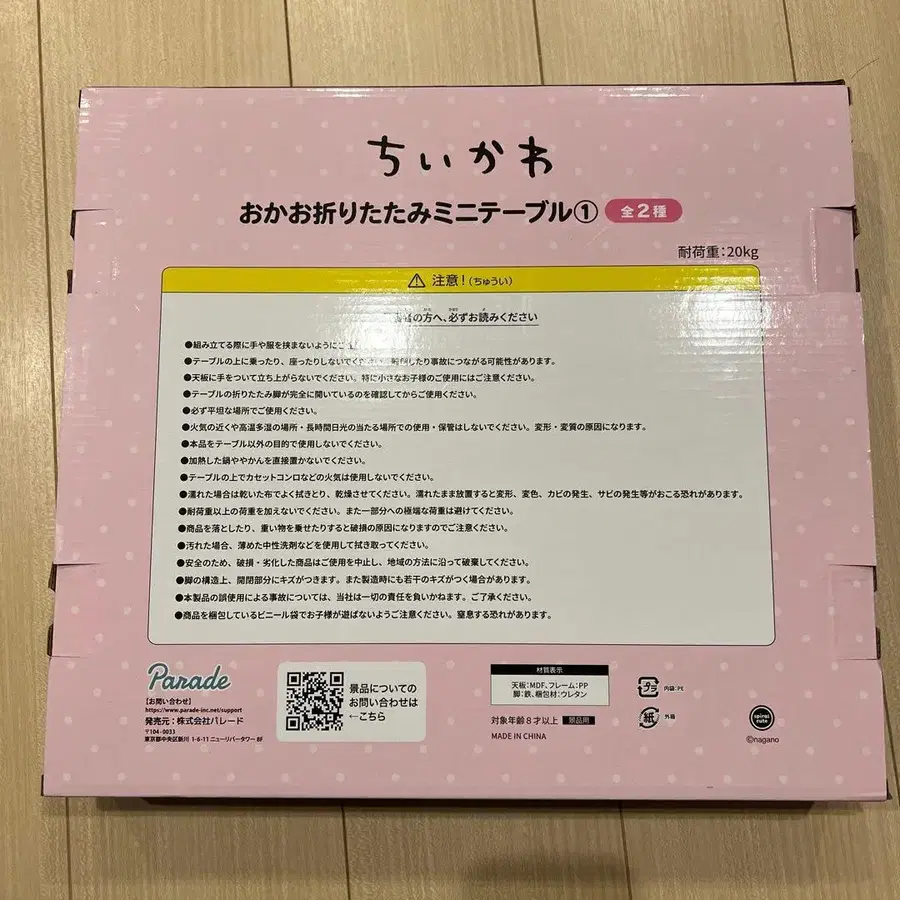 ちいかわ
おかお折りたたみミニテーブル① 全2種
耐荷重:20kg
⚠ 注意!(ちゅうい)
の方へ、必ずお読みください
●組み立てる際に手や服を挟まないように
●テーブルの上に乗ったり、座ったりしないでください。転倒したり事故につながる可能性があります。
●天板に手をついて立ち上がらないでください。特に小さなお子様のご使用にはご注意ください。
●テーブルの折りたたみ脚が完全に開いているのを確認してからご使用ください。
●必ず平坦な場所でご使用ください。
●火気の近くや高温多湿の場所・長時間日光の当たる場所での使用・保管はしないでください。変形・変質の原因になります。
●本品をテーブル以外の目的で使用しないでください。
●加熱した鍋ややかんを直接置かないでください。
●テーブルの上でカセットコンロなどの火気は使用しないでください。
●濡れた場合は乾いた布でよく拭きとり、乾燥させてください。濡れたまま放置すると変形、変色、カビの発生、サビの発生等がおこる恐れがあります。
●耐荷重以上の荷重を加えないでください。また一部分への極端な荷重は避けてください。
●商品を落としたり、重い物を乗せたりすると破損の原因になりますのでご注意ください。
●汚れた場合、薄めた中性洗剤などを使用して拭き取ってください。
●安全のため、破損・劣化した商品はご使用を中止し、地域の方法に沿って破棄してください。
●脚の構造上、開閉部分にキズがつきます。また製造時にも若干のキズがつく場合があります。
●本製品の誤使用による事故については、当社は一切の責任を負いかねます。ご了承ください。
●商品を梱包しているビニール袋でお子様が遊ばないようご注意ください。窒息する恐れがあります。
Parade
【お問い合わせ】
https://www.parade-inc.net/support
発売元:株式会社パレード
〒104-0033
東京都中央区新川 1-6-11 ニューリバータワー 8F
景品についての
お問い合わせは
←こちら
材質表示
天板:MDF、フレーム:PP
脚:鉄、梱包材:ウレタン
対象年齢8才以上 景品用
MADE IN CHINA
プラ 内袋:PE
紙 外箱
spiral
cute
©nagano